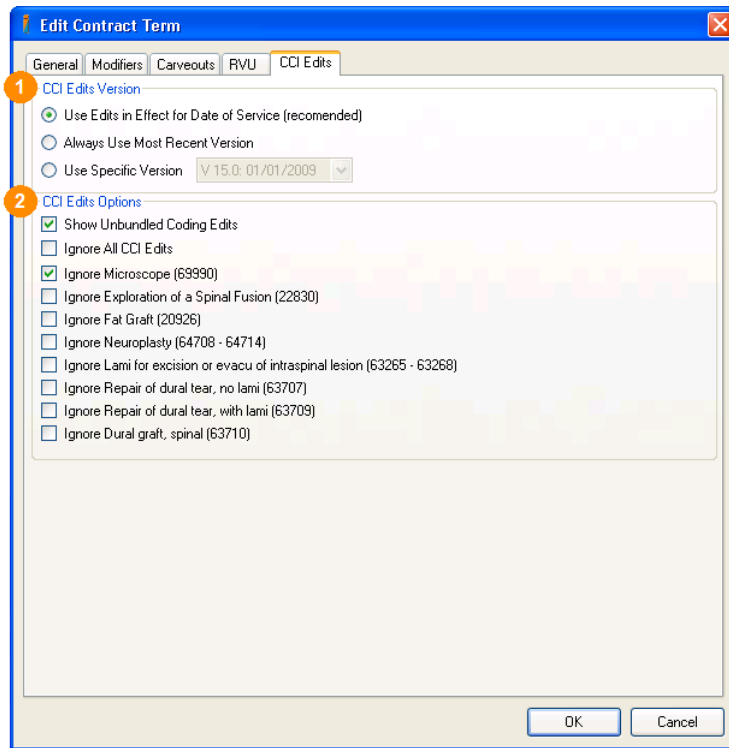 Edit Contract Term
General Modifiers Carveouts RVU CCI Edits
1 CCI Edits Version
Use Edits in Effect for Date of Service (recomended)
Always Use Most Recent Version
Use Specific Version V 15.0: 01/01/2009
2 CCI Edits Options
Show Unbundled Coding Edits
Ignore All CCI Edits
Ignore Microscope (69990)
Ignore Exploration of a Spinal Fusion (22830)
Ignore Fat Graft (20926)
Ignore Neuroplasty (64708 - 64714)
Ignore Lami for excision or evacu of intraspinal lesion (63265 - 63268)
Ignore Repair of dural tear, no lami (63707)
Ignore Repair of dural tear, with lami (63709)
Ignore Dural graft, spinal (63710)
OK Cancel